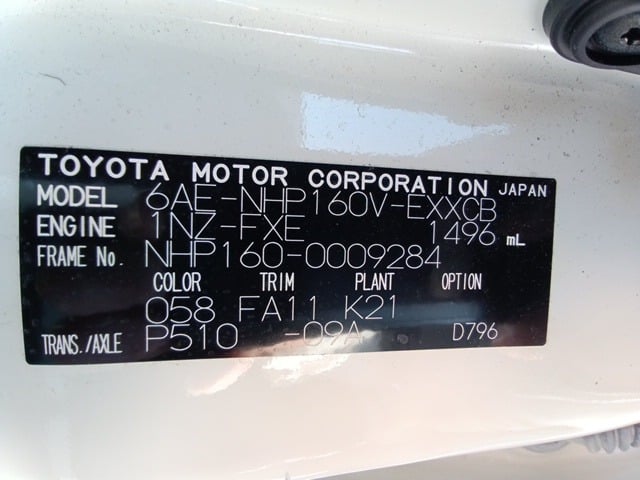 TOYOTA MOTOR CORPORATION JAPAN
MODEL 6AE-NHP160V-EXXCB
ENGINE 1NZ-FXE 1496 mL
FRAME No. NHP160-0009284
COLOR TRIM PLANT OPTION
058 FA11 K21
TRANS./AXLE P510 -09A D796